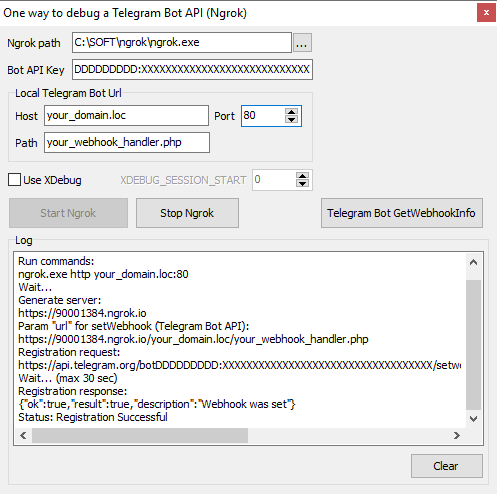 One way to debug a Telegram Bot API (Ngrok)
Ngrok path C:\SOFT\ngrok\ngrok.exe ...
Bot API Key DDDDDDDDD:XXXXXXXXXXXXXXXXXXXXXXXXXXXX
Local Telegram Bot Url
Host your_domain.loc Port 80
Path your_webhook_handler.php
Use XDebug XDEBUG_SESSION_START 0
Start Ngrok Stop Ngrok Telegram Bot GetWebhookInfo
Log
Run commands:
ngrok.exe http your_domain.loc:80
Wait...
Generate server:
https://90001384.ngrok.io
Param "url" for setWebhook (Telegram Bot API):
https://90001384.ngrok.io/your_domain.loc/your_webhook_handler.php
Registration request:
https://api.telegram.org/botDDDDDDDDD:XXXXXXXXXXXXXXXXXXXXXXXXXXXXXXXXXXX/setw
Wait... (max 30 sec)
Registration response:
{"ok":true,"result":true,"description":"Webhook was set"}
Status: Registration Successful
Clear